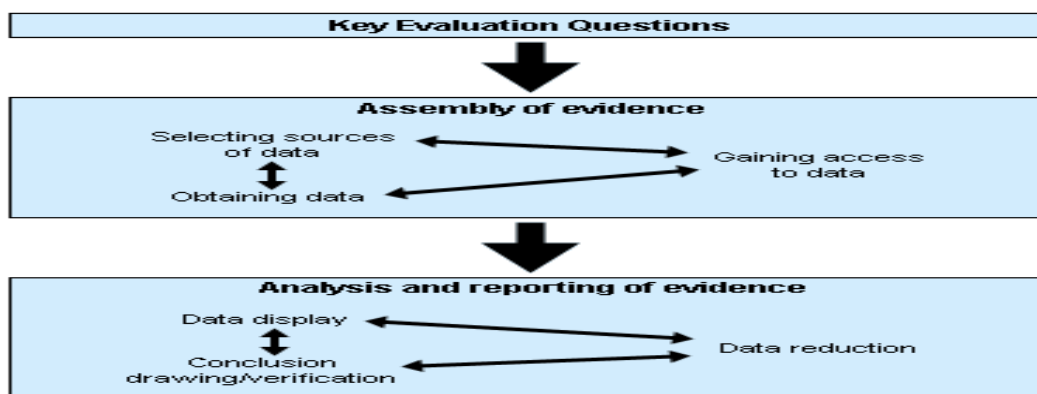 Key Evaluation Questions
Assembly of evidence
Selecting sources
of data
Gaining access
to data
Obtaining data
Analysis and reporting of evidence
Data display
Data reduction
Conclusion
drawing/verification